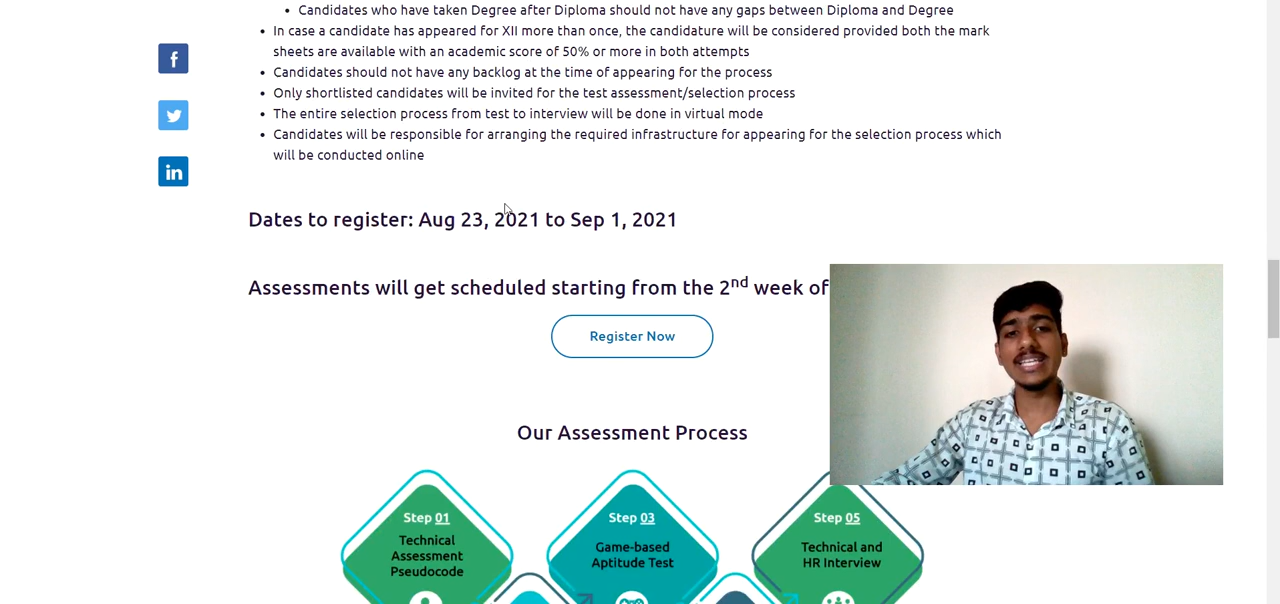 Candidates who have taken Degree after Diploma should not have any gaps between Diploma and Degree
In case a candidate has appeared for XII more than once, the candidature will be considered provided both the mark
sheets are available with an academic score of 50% or more in both attempts
Candidates should not have any backlog at the time of appearing for the process
Only shortlisted candidates will be invited for the test assessment/selection process
The entire selection process from test to interview will be done in virtual mode
Candidates will be responsible for arranging the required infrastructure for appearing for the selection process which
will be conducted online
f
in
Dates to register: Aug 23, 2021 to Sep 1, 2021
Assessments will get scheduled starting from the 2nd week of
Register Now
Our Assessment Process
Step 01
Technical
Assessment
Pseudocode
Step 03
Game-based
Aptitude Test
Step 05
Technical and
HR Interview